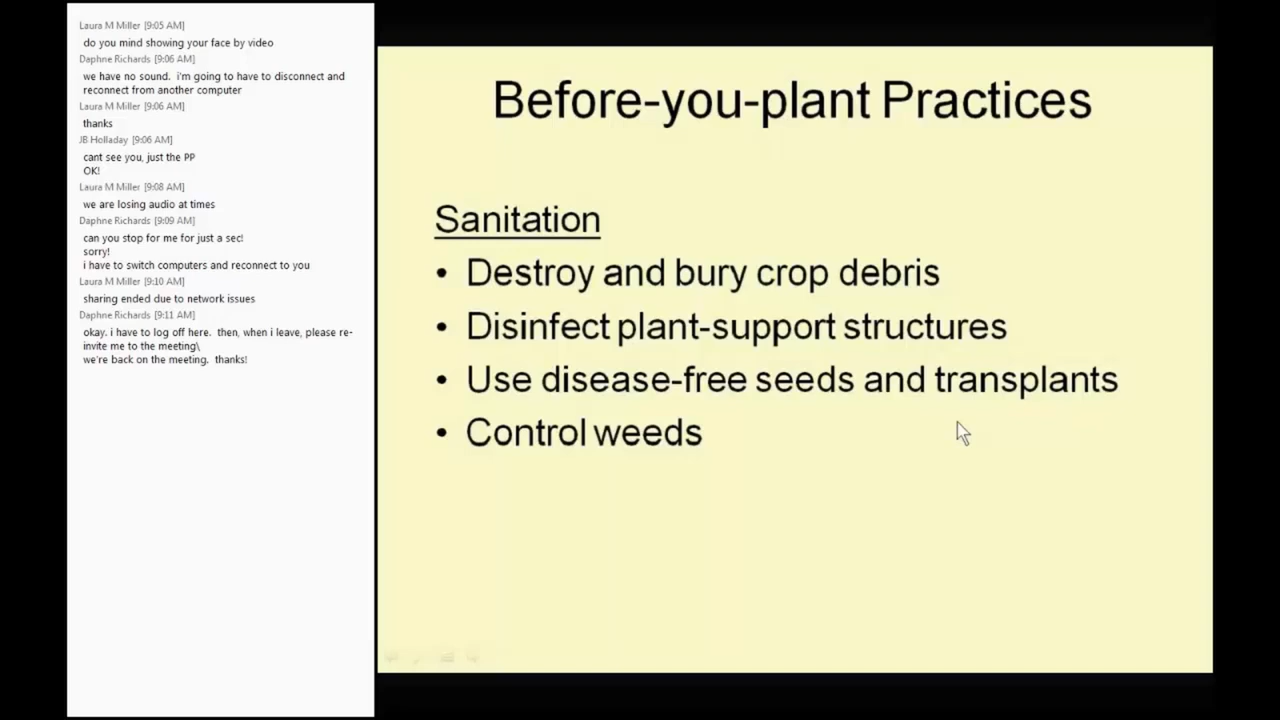 Laura M Miller [9:05 AM]
do you mind showing your face by video
Daphne Richards [9:06 AM]
we have no sound.  i'm going to have to disconnect and
reconnect from another computer
Laura M Miller [9:06 AM]
thanks
JB Holladay [9:06 AM]
cant see you, just the PP
OK!
Laura M Miller [9:08 AM]
we are losing audio at times
Daphne Richards [9:09 AM]
can you stop for me for just a sec!
sorry!
i have to switch computers and reconnect to you
Laura M Miller [9:10 AM]
sharing ended due to network issues
Daphne Richards [9:11 AM]
okay. i have to log off here.  then, when i leave, please re-
invite me to the meeting\
we're back on the meeting.  thanks!
Before-you-plant Practices
Sanitation
• Destroy and bury crop debris
• Disinfect plant-support structures
• Use disease-free seeds and transplants
• Control weeds